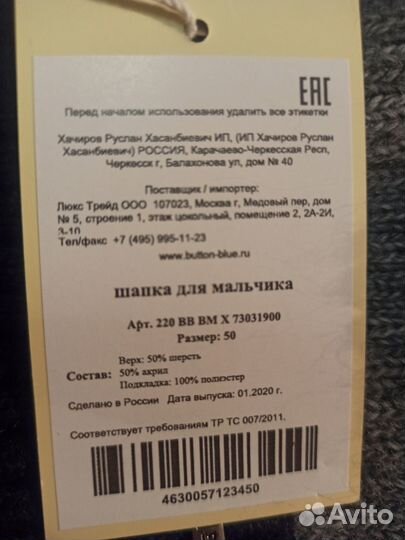 EAC
Перед началом использования удалить все этикетки
Хачиров Руслан Хасанбиевич ИП, (ИП Хачиров Руслан
Хасанбиевич) РОССИЯ, Карачаево-Черкесская Респ,
Черкесск г, Балахонова ул, дом № 40
Поставщик / импортер:
Люкс Трейд ООО 107023, Москва г, Медовый пер, дом
№ 5, строение 1, этаж цокольный, помещение 2, 2А-2И,
3-10
Тел/факс +7 (495) 995-11-23
www.button-blue.ru
шапка для мальчика
Арт. 220 BB BM X 73031900
Размер: 50
Верх: 50% шерсть
Состав: 50% акрил
Подкладка: 100% полиэстер
Сделано в России Дата выпуска: 01.2020 г.
Соответствует требованиям ТР ТС 007/2011.
4630057123450
Avito